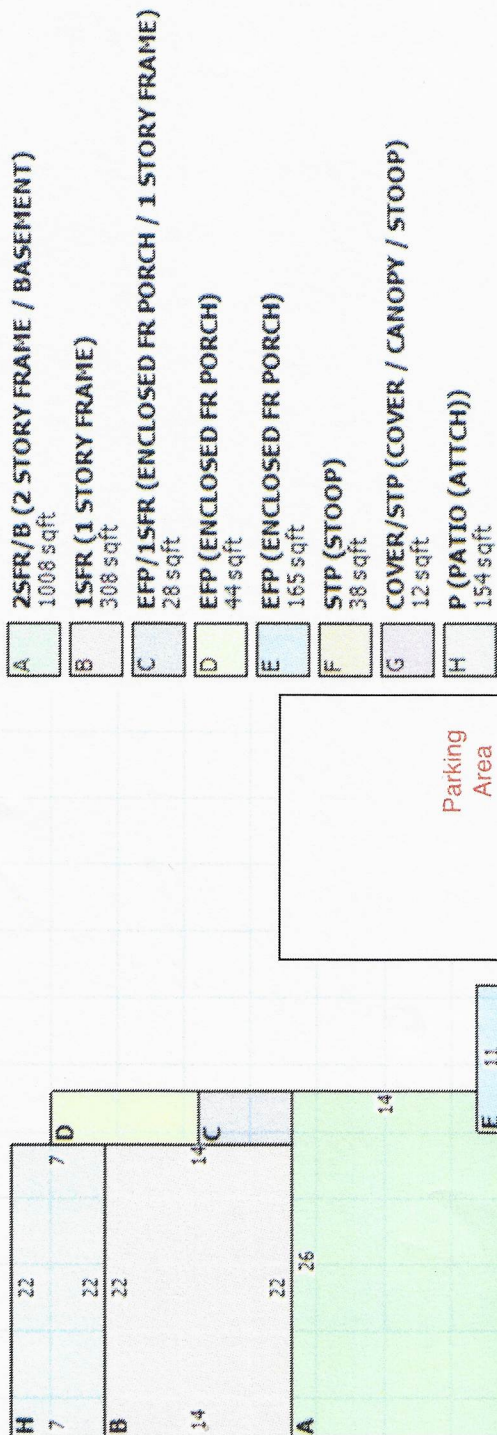 A
2SFR/B (2 STORY FRAME / BASEMENT)
1008 sqft
B
1SFR (1 STORY FRAME)
308 sqft
C
EFP/1SFR (ENCLOSED FR PORCH / 1 STORY FRAME)
28 sqft
D
EFP (ENCLOSED FR PORCH)
44 sqft
E
EFP (ENCLOSED FR PORCH)
165 sqft
F
STP (STOOP)
38 sqft
G
COVER/STP (COVER / CANOPY / STOOP)
12 sqft
H
P (PATIO (ATTCH))
154 sqft
Parking
Area
H
22
7
7
22
D
B
22
14
14
C
22
A
26
14
11